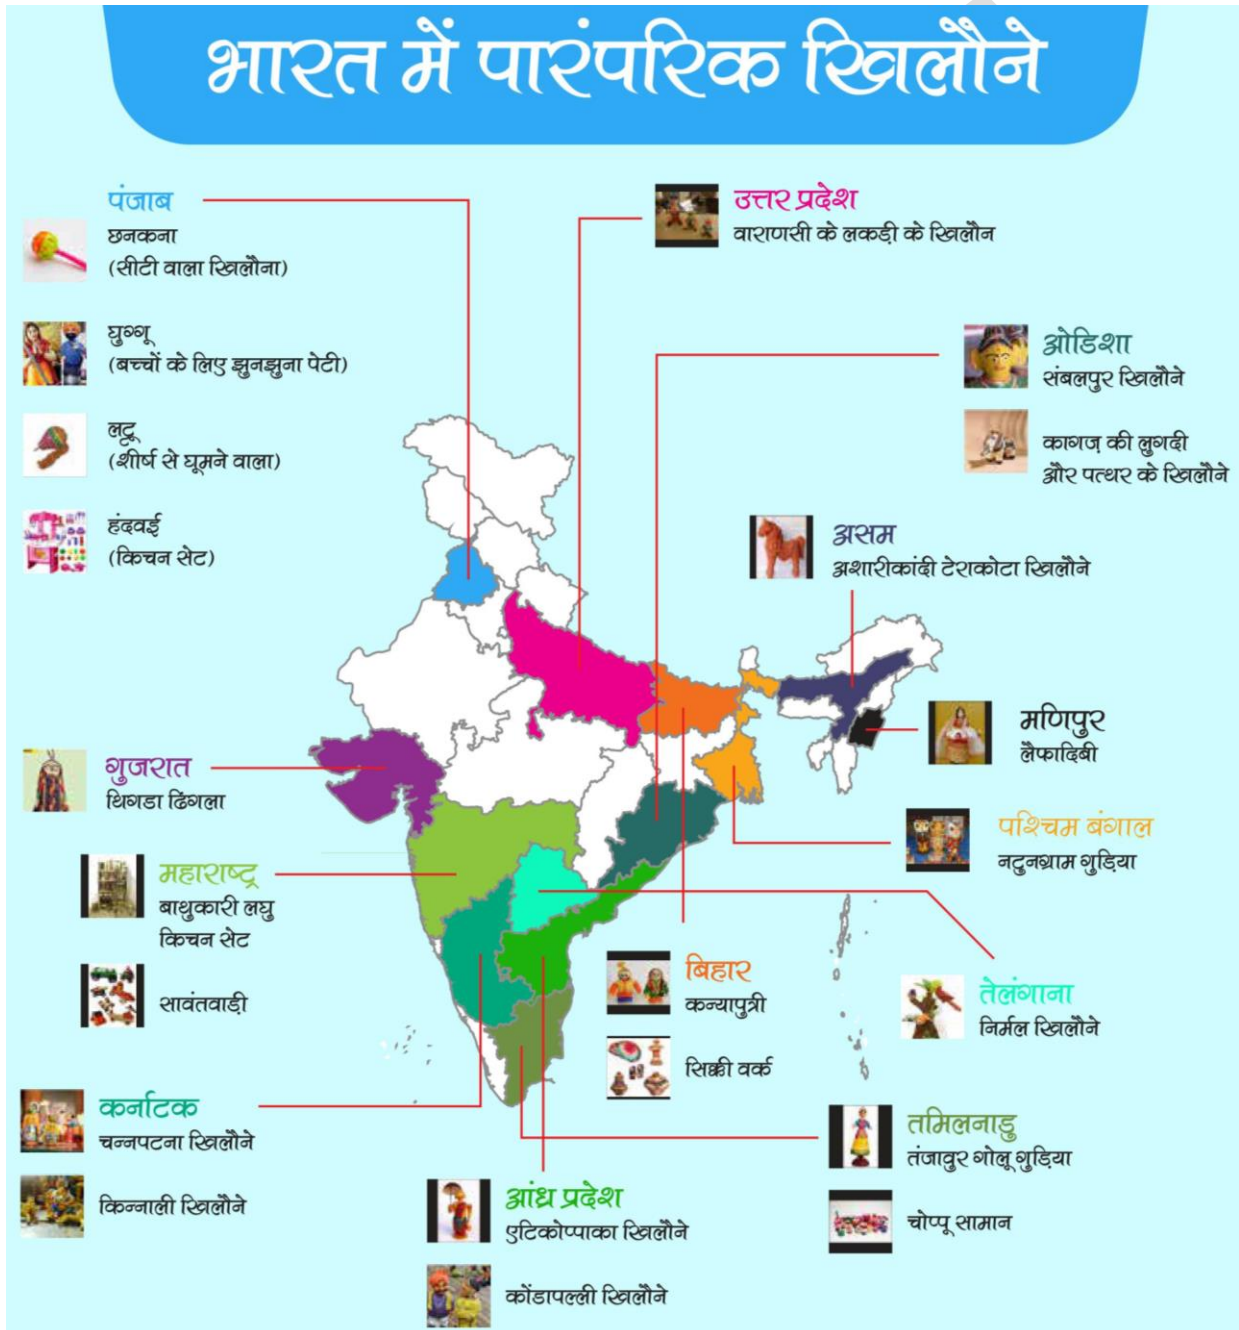 भारत में पारंपरिक खिलौने
पंजाब
छनकना
(सीटी वाला खिलौना)
घुग्गू
(बच्चों के लिए झुनझुना पेटी)
लट्टू
(शीर्ष से घूमने वाला)
हंदवई
(किचन सेट)
उत्तर प्रदेश
वाराणसी के लकड़ी के खिलौन
ओडिशा
संबलपुर खिलौने
कागज़ की लुगदी
और पत्थर के खिलौने
असम
अशारीकांदी टेराकोटा खिलौने
मणिपुर
लैफादिबी
गुजरात
थिगडा ढिंगला
पश्चिम बंगाल
नटुनग्राम गुड़िया
महाराष्ट्र
बाथुकारी लघु
किचन सेट
सावंतवाड़ी
बिहार
कन्यापुत्री
सिक्की वर्क
तेलंगाना
निर्मल खिलौने
कर्नाटक
चन्नपटना खिलौने
किन्नाली खिलौने
तमिलनाडु
तंजावुर गोलू गुड़िया
चोप्पू सामान
आंध्र प्रदेश
एटिकोप्पाका खिलौने
कोंडापल्ली खिलौने